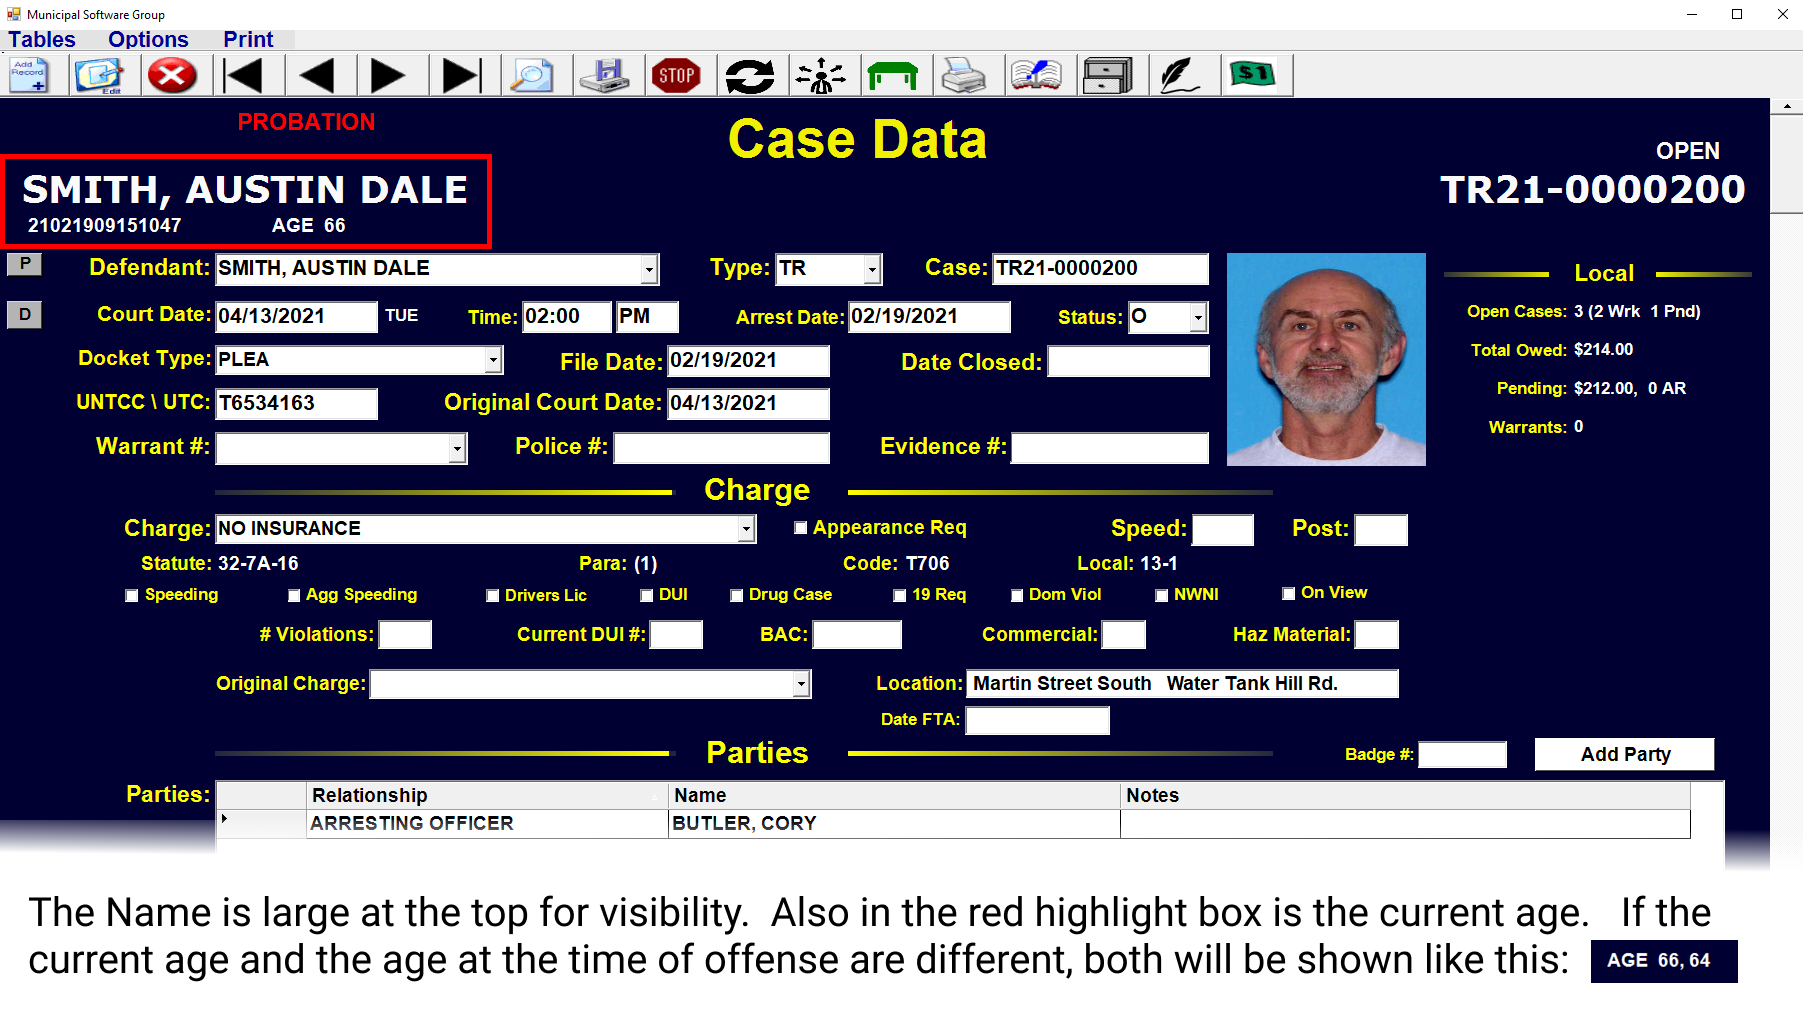 Municipal Software Group
Tables Options Print
Add Record Edit STOP $1
PROBATION
Case Data
OPEN
SMITH, AUSTIN DALE
TR21-0000200
21021909151047 AGE 66
P Defendant: SMITH, AUSTIN DALE Type: TR Case: TR21-0000200
Local
D Court Date: 04/13/2021 TUE Time: 02:00 PM Arrest Date: 02/19/2021 Status: O
Open Cases: 3 (2 Wrk 1 Pnd)
Docket Type: PLEA File Date: 02/19/2021 Date Closed:
Total Owed: $214.00
UNTCC \ UTC: T6534163 Original Court Date: 04/13/2021
Pending: $212.00, 0 AR
Warrant #: Police #: Evidence #:
Warrants: 0
Charge
Charge: NO INSURANCE Appearance Req Speed: Post:
Statute: 32-7A-16 Para: (1) Code: T706 Local: 13-1
Speeding Agg Speeding Drivers Lic DUI Drug Case 19 Req Dom Viol NWNI On View
# Violations: Current DUI #: BAC: Commercial: Haz Material:
Original Charge: Location: Martin Street South Water Tank Hill Rd.
Date FTA:
Parties
Badge #: Add Party
Parties: Relationship Name Notes
ARRESTING OFFICER BUTLER, CORY
The Name is large at the top for visibility. Also in the red highlight box is the current age. If the
current age and the age at the time of offense are different, both will be shown like this: AGE 66, 64